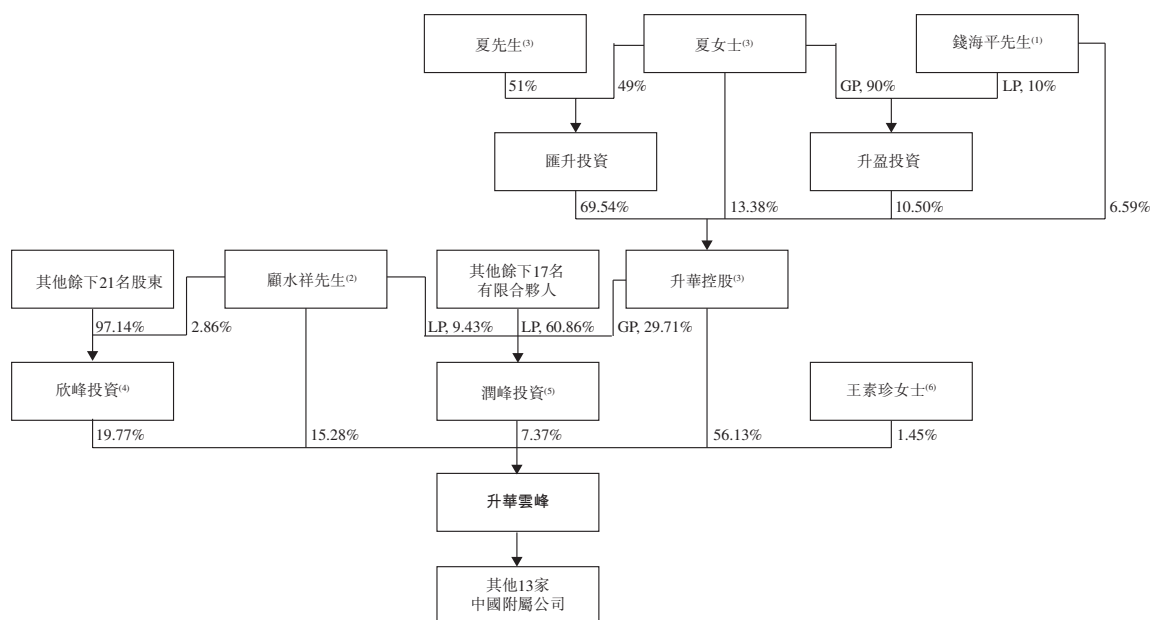 夏先生(3)
夏女士(3)
錢海平先生(1)
51%
49%
GP, 90%
LP, 10%
匯升投資
升盈投資
69.54%
13.38%
10.50%
6.59%
其他餘下21名股東
顧水祥先生(2)
其他餘下17名
有限合夥人
升華控股(3)
97.14%
2.86%
LP, 9.43%
LP, 60.86%
GP, 29.71%
欣峰投資(4)
潤峰投資(5)
王素珍女士(6)
19.77%
15.28%
7.37%
56.13%
1.45%
升華雲峰
其他13家
中國附屬公司